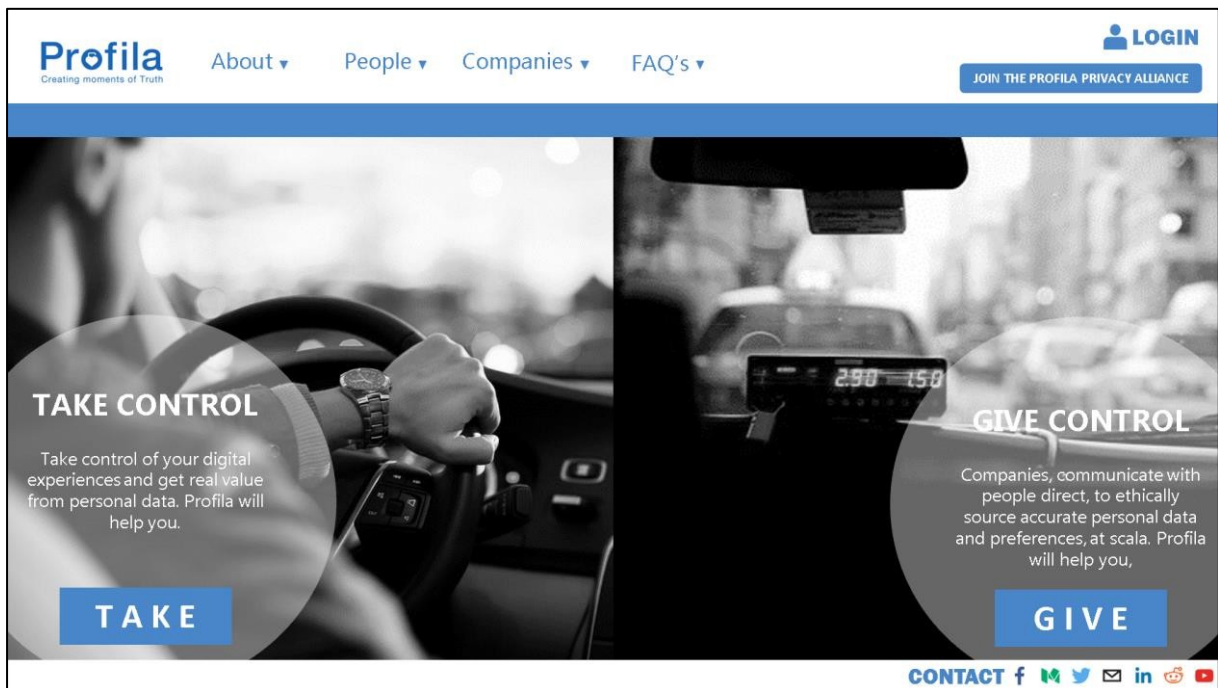 Profila
Creating moments of Truth
About ▾
People ▾
Companies ▾
FAQ's ▾
LOGIN
JOIN THE PROFILA PRIVACY ALLIANCE
TAKE CONTROL
Take control of your digital
experiences and get real value
from personal data. Profila will
help you.
TAKE
2.90 1.50
GIVE CONTROL
Companies, communicate with
people direct, to ethically
source accurate personal data
and preferences, at scala. Profila
will help you,
GIVE
CONTACT